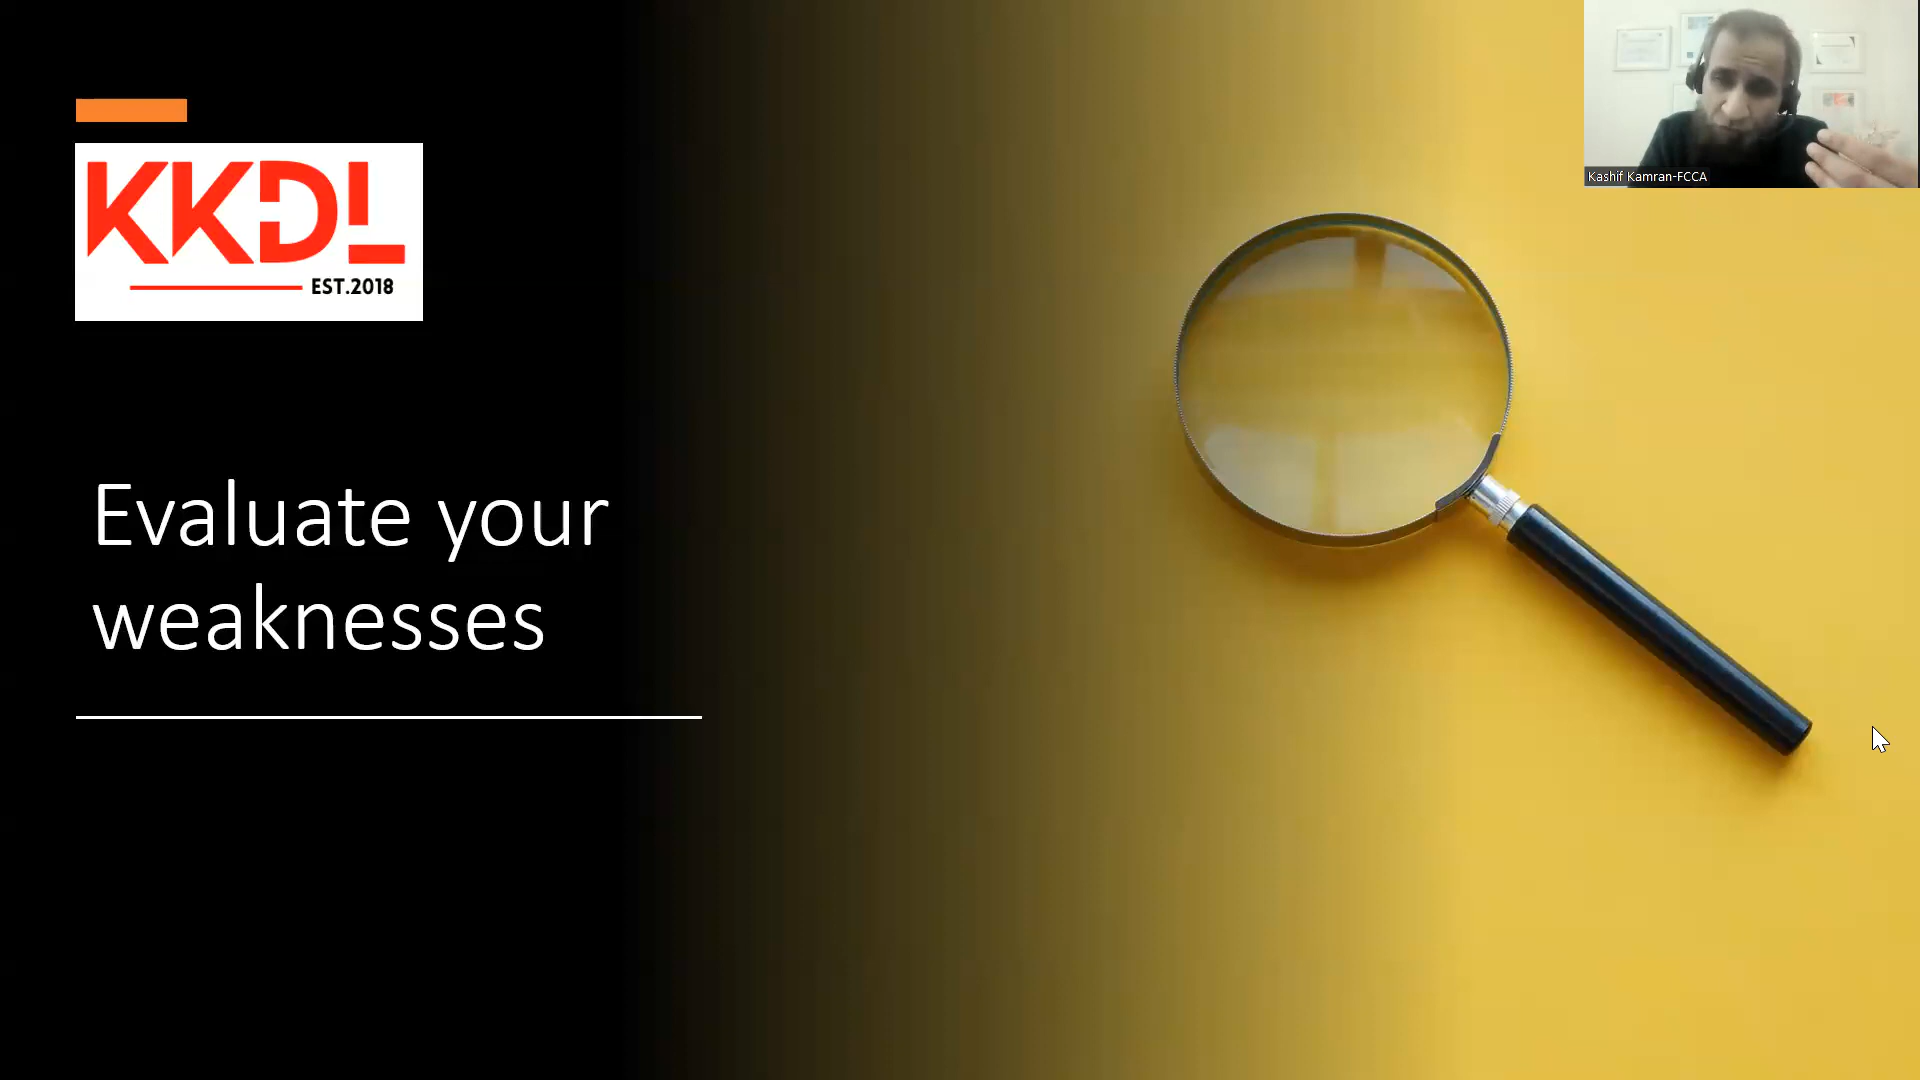 KKDL
EST.2018
Evaluate your
weaknesses
Kashif Kamran-FCCA